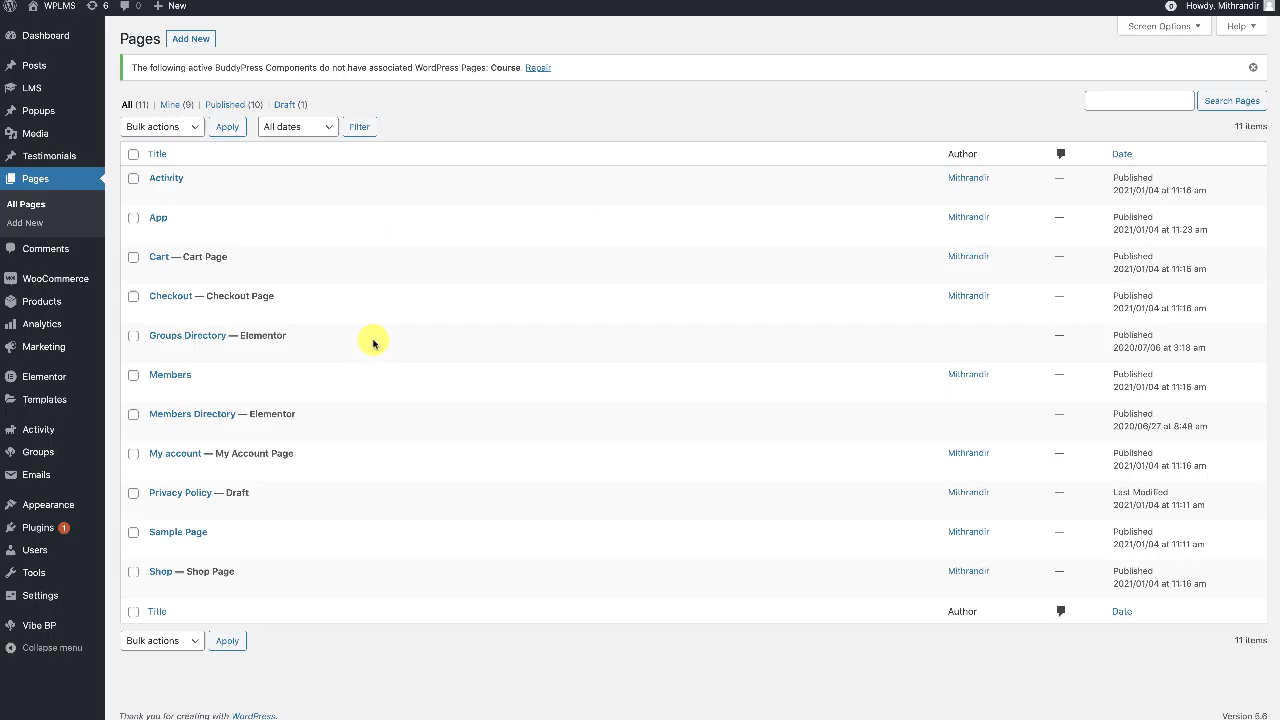 WPMLS 6 0 New Howdy, Mithrandir
Dashboard
Posts
LMS
Popups
Media
Testimonials
Pages
All Pages
Add New
Comments
WooCommerce
Products
Analytics
Marketing
Elementor
Templates
Activity
Groups
Emails
Appearance
Plugins 1
Users
Tools
Settings
Vibe BP
Collapse menu
Screen Options Help
Pages Add New
The following active BuddyPress Components do not have associated WordPress Pages: Course. Repair
All (11) | Mine (9) | Published (10) | Draft (1)
Search Pages
Bulk actions Apply All dates Filter 11 items
Title Author Date
Activity Mithrandir — Published
2021/01/04 at 11:16 am
App Mithrandir — Published
2021/01/04 at 11:23 am
Cart — Cart Page Mithrandir — Published
2021/01/04 at 11:16 am
Checkout — Checkout Page Mithrandir — Published
2021/01/04 at 11:16 am
Groups Directory — Elementor — Published
2020/07/06 at 3:18 am
Members Mithrandir — Published
2021/01/04 at 11:16 am
Members Directory — Elementor — Published
2020/06/27 at 8:48 am
My account — My Account Page Mithrandir — Published
2021/01/04 at 11:16 am
Privacy Policy — Draft Mithrandir — Last Modified
2021/01/04 at 11:11 am
Sample Page Mithrandir — Published
2021/01/04 at 11:11 am
Shop — Shop Page Mithrandir — Published
2021/01/04 at 11:16 am
Title Author Date
Bulk actions Apply 11 items
Thank you for creating with WordPress. Version 5.6